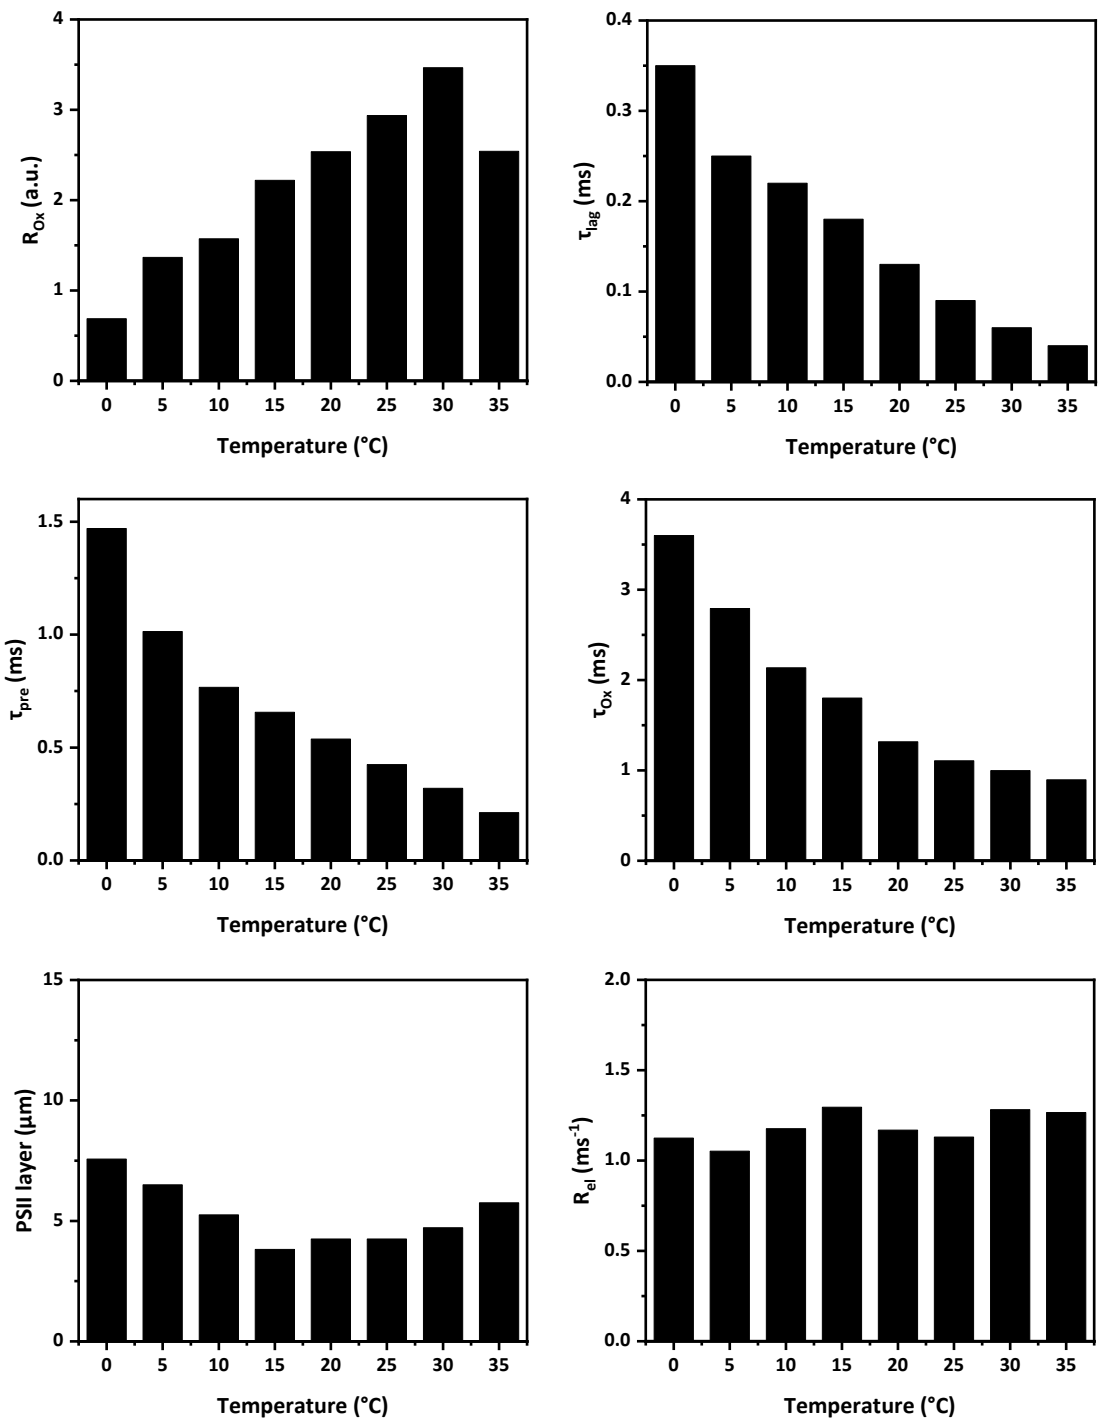 4
3
2
1
0
R_Ox (a.u.)
0 5 10 15 20 25 30 35
Temperature (°C)
0.4
0.3
0.2
0.1
0.0
τ_lag (ms)
0 5 10 15 20 25 30 35
Temperature (°C)
1.5
1.0
0.5
0.0
τ_pre (ms)
0 5 10 15 20 25 30 35
Temperature (°C)
4
3
2
1
0
τ_Ox (ms)
0 5 10 15 20 25 30 35
Temperature (°C)
15
10
5
0
PSII layer (μm)
0 5 10 15 20 25 30 35
Temperature (°C)
2.0
1.5
1.0
0.5
0.0
R_el (ms⁻¹)
0 5 10 15 20 25 30 35
Temperature (°C)